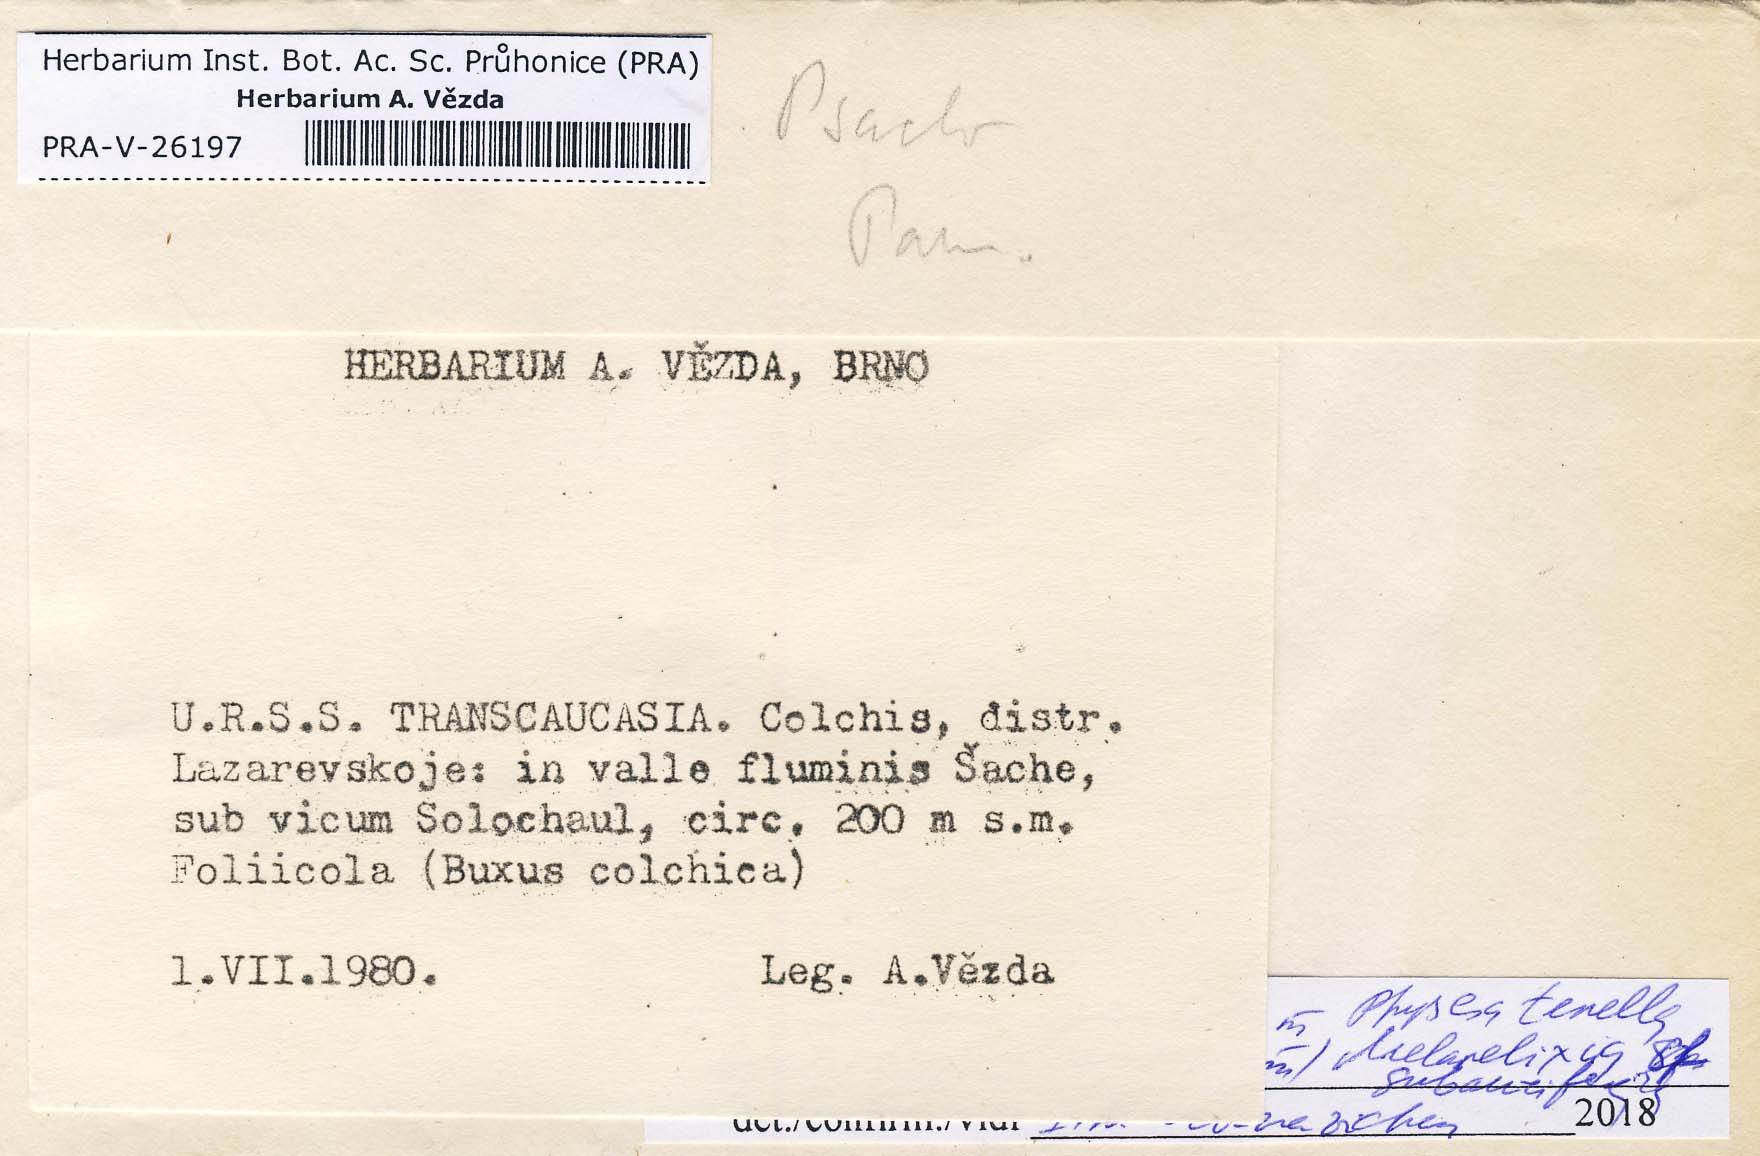 Herbarium Inst. Bot. Ac. Sc. Průhonice (PRA)
Herbarium A. Vězda
PRA-V-26197
HERBARIUM A. VĚZDA, BRNO
U.R.S.S. TRANSCAUCASIA. Colchis, distr.
Lazarevskoje: in valle fluminis Šache,
sub vicum Solochaul, circ. 200 m s.m.
Foliicola (Buxus colchica)
1.VII.1980. Leg. A.Vězda
Physcia tenella
Melanelixia
2018